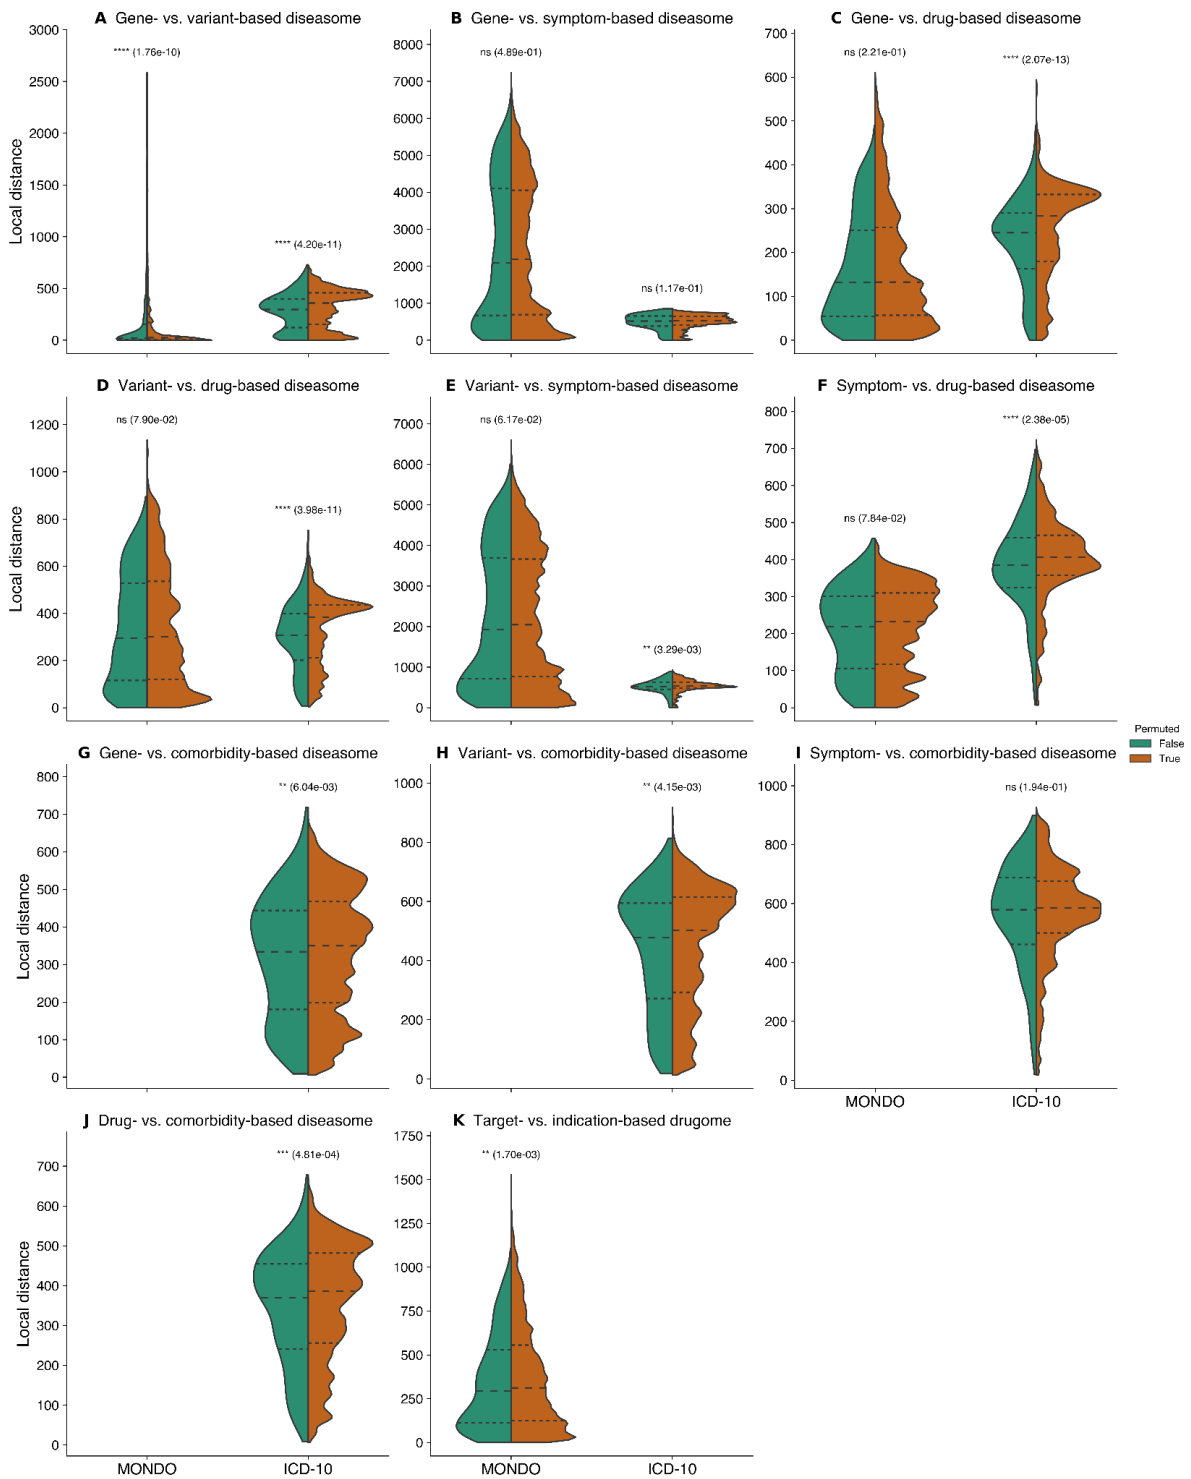 A Gene- vs. variant-based diseasome
Local distance
3000
2500
2000
1500
1000
500
0
**** (1.76e-10)
**** (4.20e-11)
B Gene- vs. symptom-based diseasome
8000
7000
6000
5000
4000
3000
2000
1000
0
ns (4.89e-01)
ns (1.17e-01)
C Gene- vs. drug-based diseasome
700
600
500
400
300
200
100
0
ns (2.21e-01)
**** (2.07e-13)
D Variant- vs. drug-based diseasome
Local distance
1200
1000
800
600
400
200
0
ns (7.90e-02)
**** (3.98e-11)
E Variant- vs. symptom-based diseasome
7000
6000
5000
4000
3000
2000
1000
0
ns (6.17e-02)
** (3.29e-03)
F Symptom- vs. drug-based diseasome
800
700
600
500
400
300
200
100
0
ns (7.84e-02)
**** (2.38e-05)
Permuted
False
True
G Gene- vs. comorbidity-based diseasome
Local distance
800
700
600
500
400
300
200
100
0
** (6.04e-03)
H Variant- vs. comorbidity-based diseasome
1000
800
600
400
200
0
** (4.15e-03)
I Symptom- vs. comorbidity-based diseasome
1000
800
600
400
200
0
ns (1.94e-01)
MONDO
ICD-10
J Drug- vs. comorbidity-based diseasome
Local distance
700
600
500
400
300
200
100
0
*** (4.81e-04)
MONDO
ICD-10
K Target- vs. indication-based drugome
1750
1500
1250
1000
750
500
250
0
** (1.70e-03)
MONDO
ICD-10